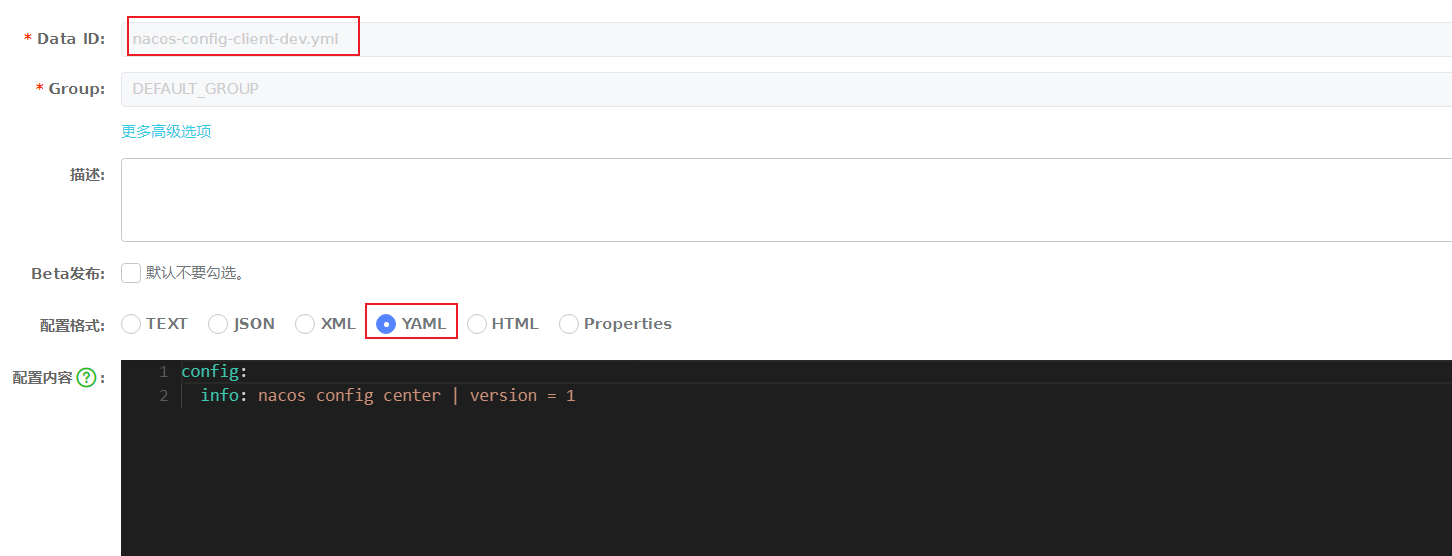 * Data ID: nacos-config-client-dev.yml
* Group: DEFAULT_GROUP
更多高级选项
描述:
Beta发布: 默认不要勾选。
配置格式: TEXT JSON XML YAML HTML Properties
配置内容 ? : 1 config:
2 info: nacos config center | version = 1